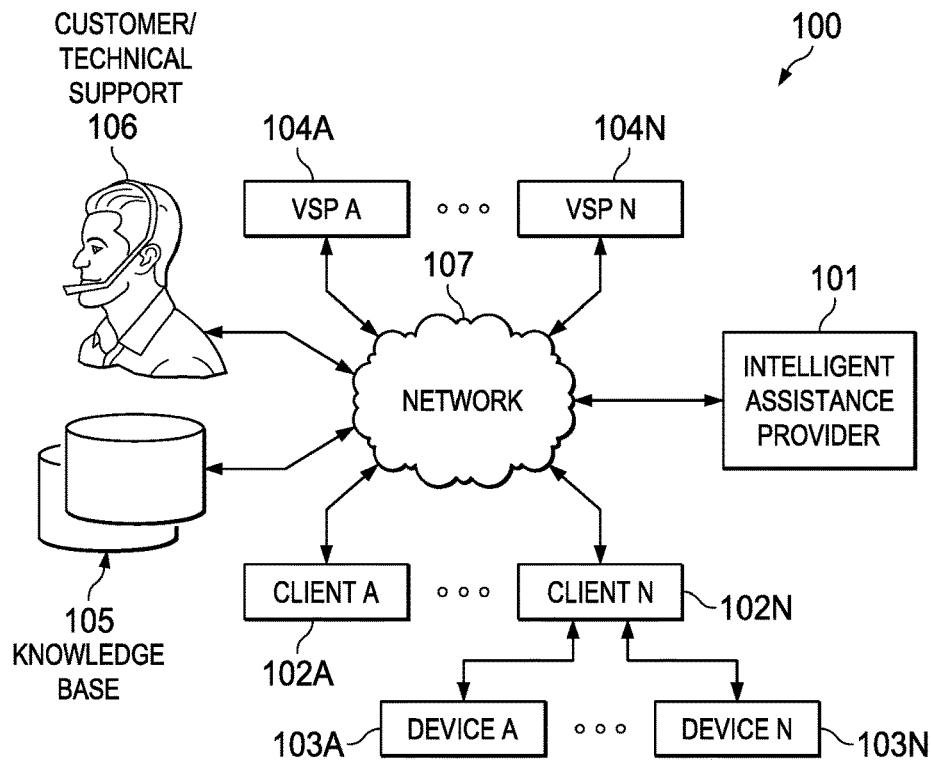 CUSTOMER/
TECHNICAL
SUPPORT
106
100
104A
104N
VSP A
VSP N
107
101
NETWORK
INTELLIGENT
ASSISTANCE
PROVIDER
CLIENT A
CLIENT N
102N
105
KNOWLEDGE
BASE
102A
103A
DEVICE A
DEVICE N
103N